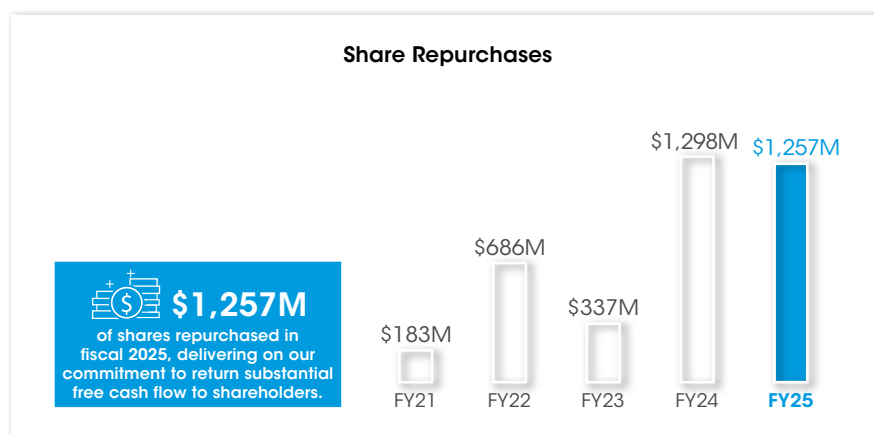 Share Repurchases
$1,298M
$1,257M
$686M
$337M
$183M
$ $1,257M
of shares repurchased in
fiscal 2025, delivering on our
commitment to return substantial
free cash flow to shareholders.
FY21 FY22 FY23 FY24 FY25